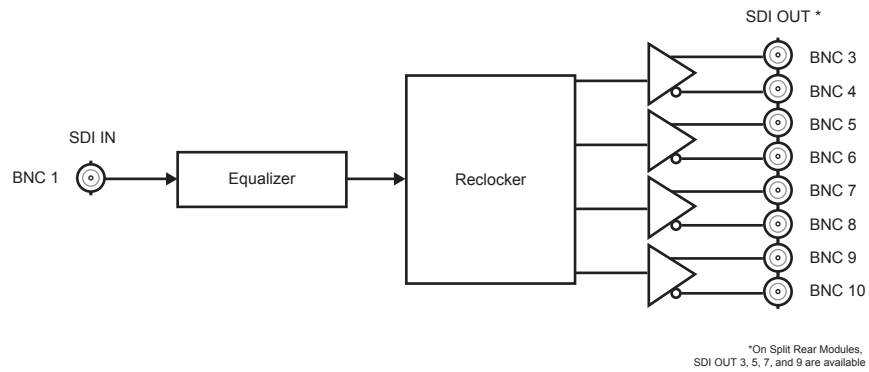 SDI OUT *
BNC 3
BNC 4
BNC 5
SDI IN
BNC 6
BNC 1
Equalizer
Reclocker
BNC 7
BNC 8
BNC 9
BNC 10
*On Split Rear Modules,
SDI OUT 3, 5, 7, and 9 are available